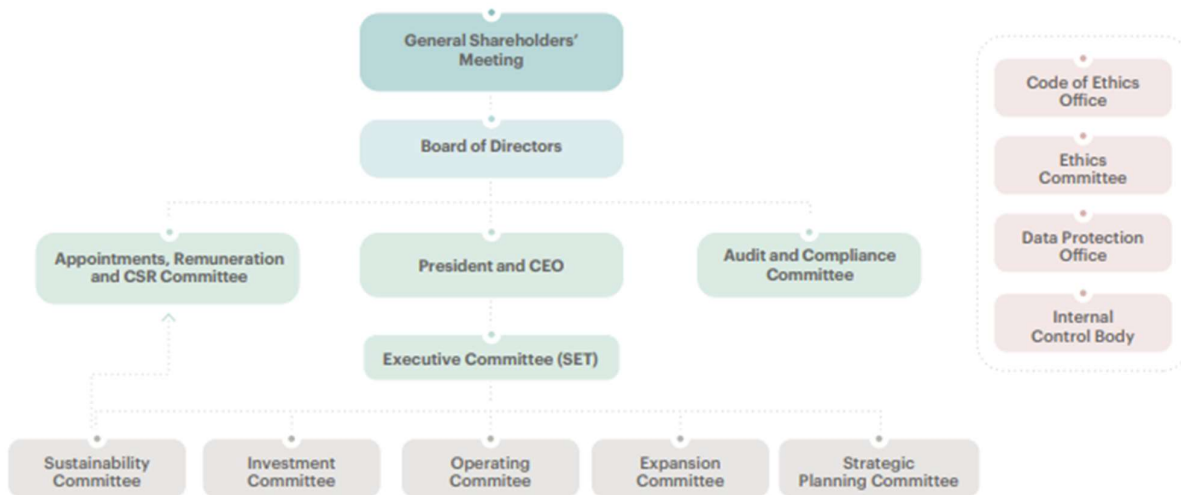 General Shareholders'
Meeting
Board of Directors
Appointments, Remuneration
and CSR Committee
President and CEO
Audit and Compliance
Committee
Executive Committee (SET)
Sustainability
Committee
Investment
Committee
Operating
Commitee
Expansion
Committee
Strategic
Planning Committee
Code of Ethics
Office
Ethics
Committee
Data Protection
Office
Internal
Control Body